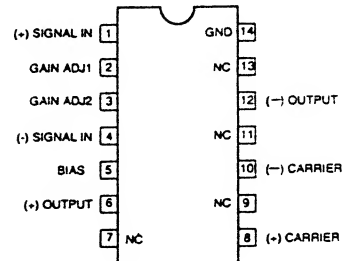 (+) SIGNAL IN 1
GND 14
GAIN ADJ1 2
NC 13
GAIN ADJ2 3
12 (−) OUTPUT
(-) SIGNAL IN 4
NC 11
BIAS 5
10 (−) CARRIER
(+) OUTPUT 6
NC 9
7 NC
8 (+) CARRIER